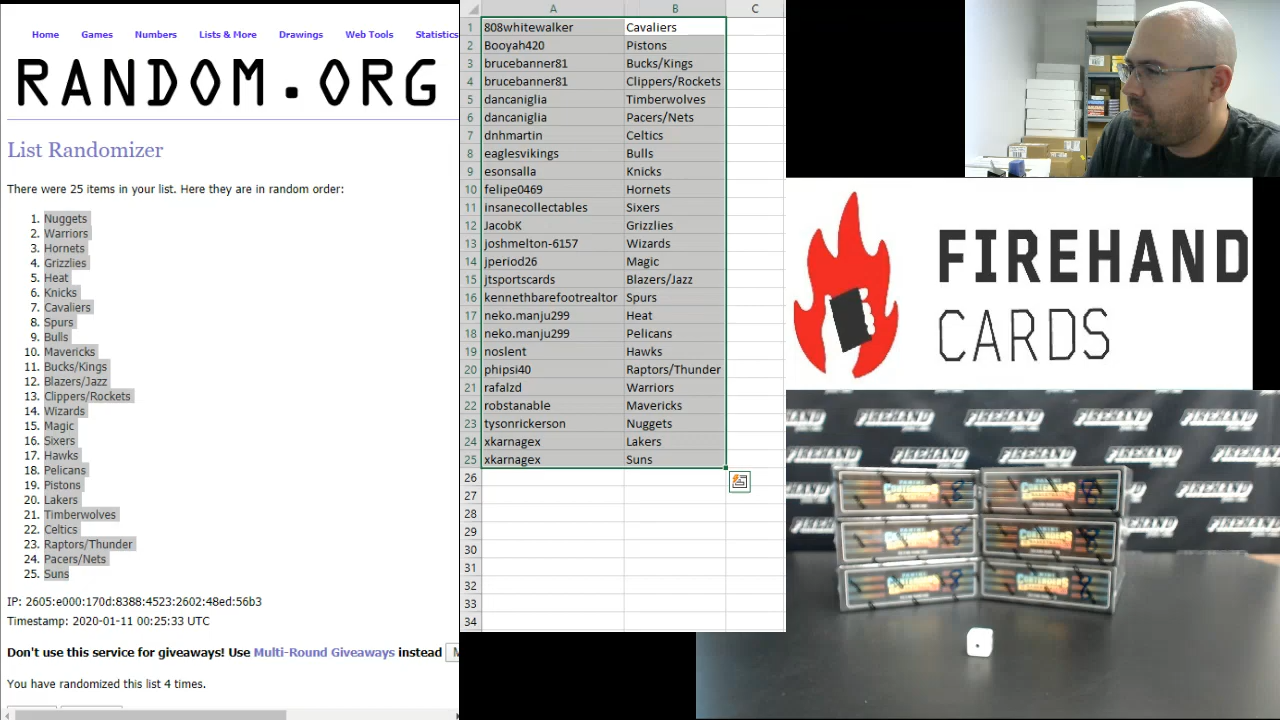 Home Games Numbers Lists & More Drawings Web Tools Statistics
RANDOM.ORG
List Randomizer
There were 25 items in your list. Here they are in random order:
1. Nuggets
2. Warriors
3. Hornets
4. Grizzlies
5. Heat
6. Knicks
7. Cavaliers
8. Spurs
9. Bulls
10. Mavericks
11. Bucks/Kings
12. Blazers/Jazz
13. Clippers/Rockets
14. Wizards
15. Magic
16. Sixers
17. Hawks
18. Pelicans
19. Pistons
20. Lakers
21. Timberwolves
22. Celtics
23. Raptors/Thunder
24. Pacers/Nets
25. Suns
IP: 2605:e000:170d:8388:4523:2602:48ed:56b3
Timestamp: 2020-01-11 00:25:33 UTC
Don't use this service for giveaways! Use Multi-Round Giveaways instead
You have randomized this list 4 times.
A B C
1 808whitewalker Cavaliers
2 Booyah420 Pistons
3 brucebanner81 Bucks/Kings
4 brucebanner81 Clippers/Rockets
5 dancaniglia Timberwolves
6 dancaniglia Pacers/Nets
7 dnhmartin Celtics
8 eaglesvikings Bulls
9 esonsalla Knicks
10 felipe0469 Hornets
11 insanecollectables Sixers
12 JacobK Grizzlies
13 joshmelton-6157 Wizards
14 jperiod26 Magic
15 jtsportscards Blazers/Jazz
16 kennethbarefootrealtor Spurs
17 neko.manju299 Heat
18 neko.manju299 Pelicans
19 noslent Hawks
20 phipsi40 Raptors/Thunder
21 rafalzd Warriors
22 robstanable Mavericks
23 tysonrickerson Nuggets
24 xkarnagex Lakers
25 xkarnagex Suns
26
27
28
29
30
31
32
33
34
FIREHAND
CARDS
FIREHAND FIREHAND FIREHAND
FIREHAND FIREHAND
CONTENDERS CONTENDERS